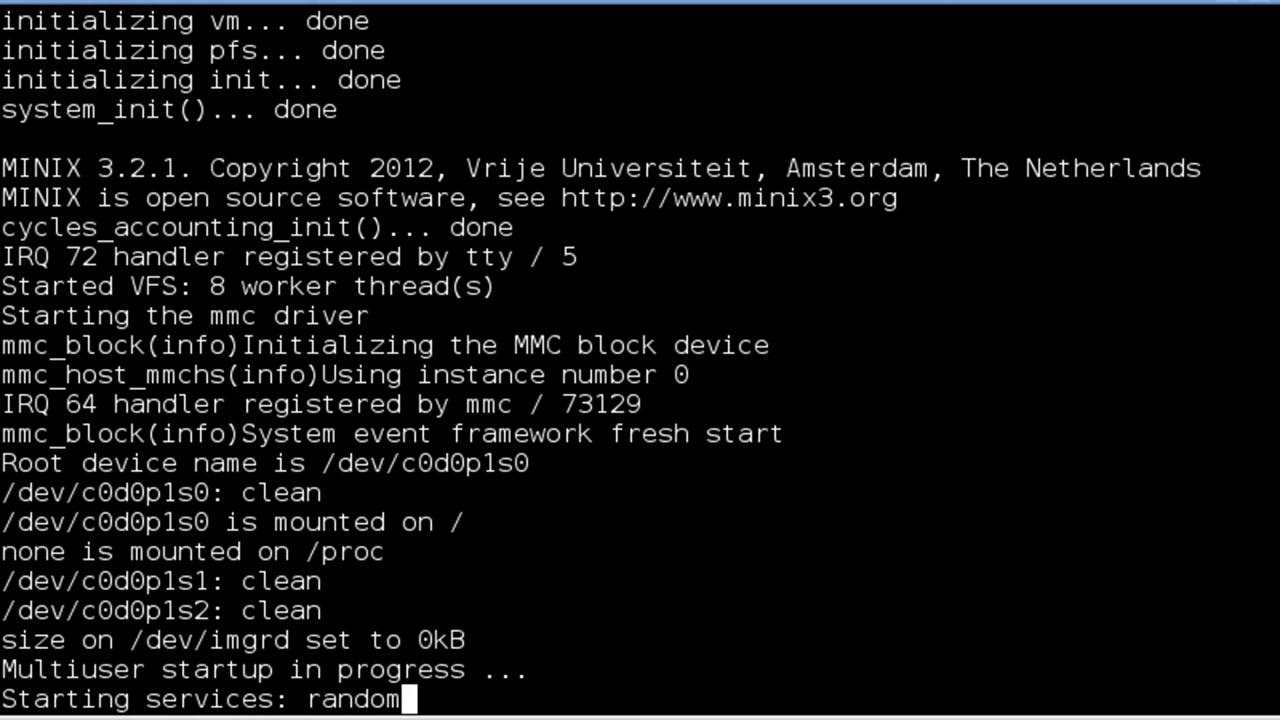 initializing vm... done
initializing pfs... done
initializing init... done
system_init()... done
MINIX 3.2.1. Copyright 2012, Vrije Universiteit, Amsterdam, The Netherlands
MINIX is open source software, see http://www.minix3.org
cycles_accounting_init()... done
IRQ 72 handler registered by tty / 5
Started VFS: 8 worker thread(s)
Starting the mmc driver
mmc_block(info)Initializing the MMC block device
mmc_host_mmchs(info)Using instance number 0
IRQ 64 handler registered by mmc / 73129
mmc_block(info)System event framework fresh start
Root device name is /dev/c0d0p1s0
/dev/c0d0p1s0: clean
/dev/c0d0p1s0 is mounted on /
none is mounted on /proc
/dev/c0d0p1s1: clean
/dev/c0d0p1s2: clean
size on /dev/imgrd set to 0kB
Multiuser startup in progress ...
Starting services: random